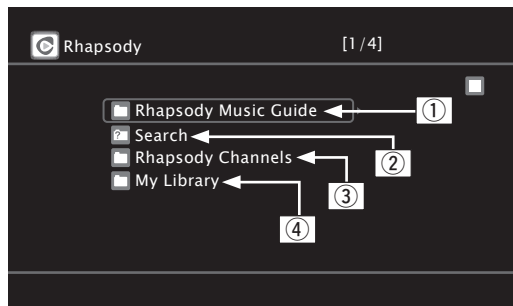 Rhapsody [1/4]
Rhapsody Music Guide ①
Search ②
Rhapsody Channels ③
My Library ④